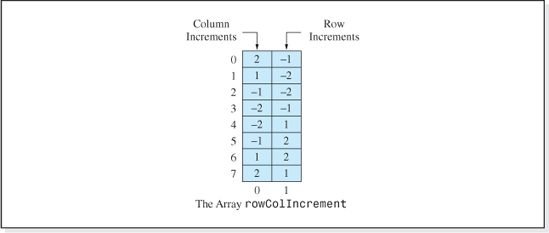 Column Row
Increments Increments
0 2 –1
1 1 –2
2 –1 –2
3 –2 –1
4 –2 1
5 –1 2
6 1 2
7 2 1
0 1
The Array rowColIncrement